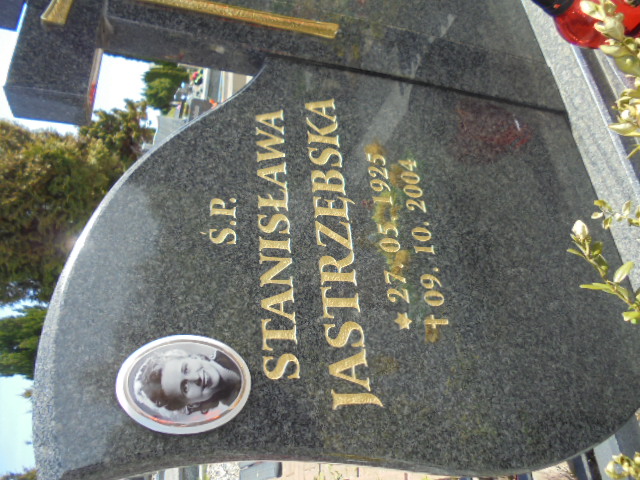 Ś.P.
STANISŁAWA
JASTRZĘBSKA
* 27. 05. 1925
✝ 09. 10. 2004